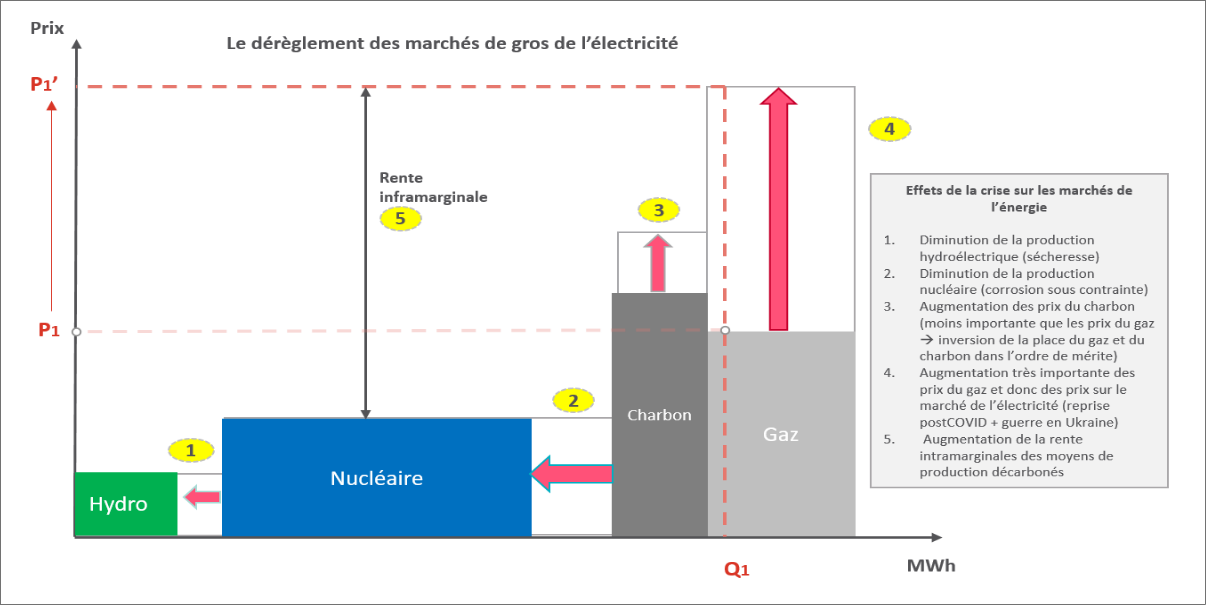 Prix
Le dérèglement des marchés de gros de l'électricité
P1'
4
Rente
inframarginale
5
3
Effets de la crise sur les marchés de
l'énergie
1. Diminution de la production
hydroélectrique (sécheresse)
2. Diminution de la production
nucléaire (corrosion sous contrainte)
3. Augmentation des prix du charbon
(moins importante que les prix du gaz
→ inversion de la place du gaz et du
charbon dans l'ordre de mérite)
4. Augmentation très importante des
prix du gaz et donc des prix sur le
marché de l'électricité (reprise
postCOVID + guerre en Ukraine)
5. Augmentation de la rente
intramarginales des moyens de
production décarbonés
P1
2
Charbon
Gaz
1
Nucléaire
Hydro
Q1
MWh